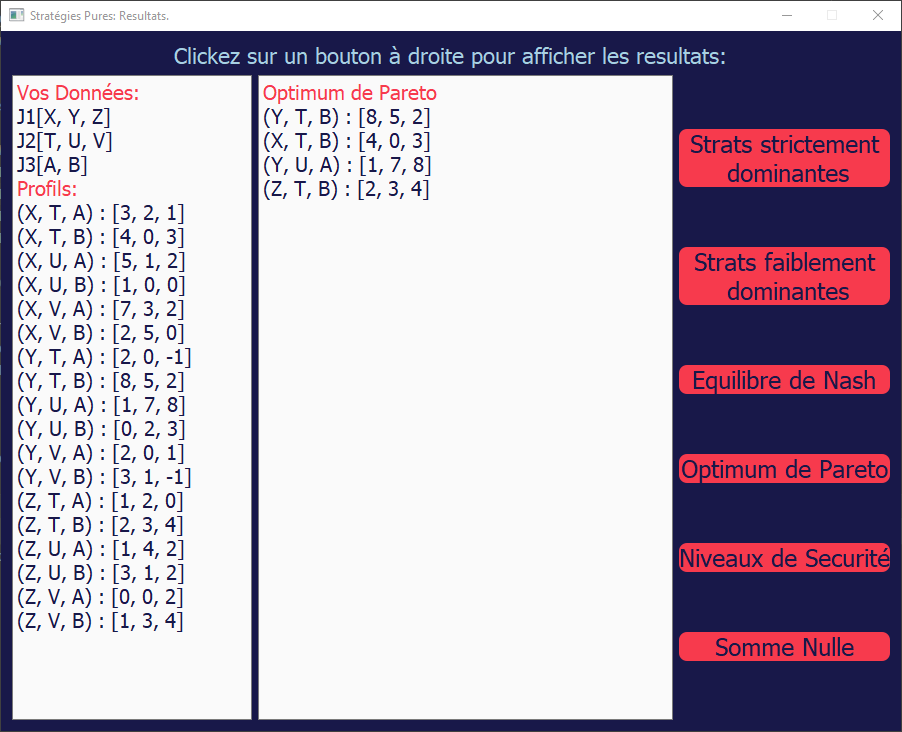 Stratégies Pures: Resultats.
Clickez sur un bouton à droite pour afficher les resultats:
Vos Données:
J1[X, Y, Z]
J2[T, U, V]
J3[A, B]
Profils:
(X, T, A) : [3, 2, 1]
(X, T, B) : [4, 0, 3]
(X, U, A) : [5, 1, 2]
(X, U, B) : [1, 0, 0]
(X, V, A) : [7, 3, 2]
(X, V, B) : [2, 5, 0]
(Y, T, A) : [2, 0, -1]
(Y, T, B) : [8, 5, 2]
(Y, U, A) : [1, 7, 8]
(Y, U, B) : [0, 2, 3]
(Y, V, A) : [2, 0, 1]
(Y, V, B) : [3, 1, -1]
(Z, T, A) : [1, 2, 0]
(Z, T, B) : [2, 3, 4]
(Z, U, A) : [1, 4, 2]
(Z, U, B) : [3, 1, 2]
(Z, V, A) : [0, 0, 2]
(Z, V, B) : [1, 3, 4]
Optimum de Pareto
(Y, T, B) : [8, 5, 2]
(X, T, B) : [4, 0, 3]
(Y, U, A) : [1, 7, 8]
(Z, T, B) : [2, 3, 4]
Strats strictement
dominantes
Strats faiblement
dominantes
Equilibre de Nash
Optimum de Pareto
Niveaux de Securité
Somme Nulle